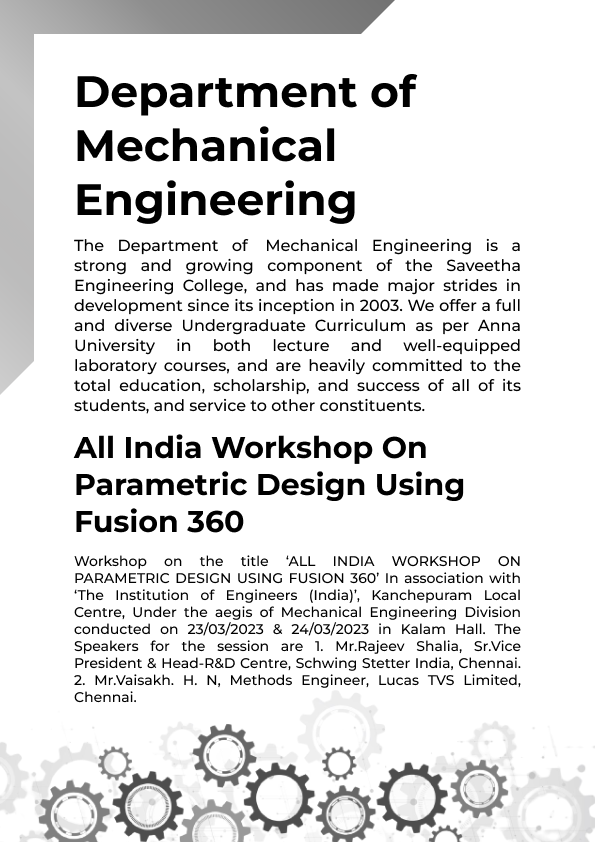 Department of
Mechanical
Engineering
The Department of Mechanical Engineering is a
strong and growing component of the Saveetha
Engineering College, and has made major strides in
development since its inception in 2003. We offer a full
and diverse Undergraduate Curriculum as per Anna
University in both lecture and well-equipped
laboratory courses, and are heavily committed to the
total education, scholarship, and success of all of its
students, and service to other constituents.
All India Workshop On
Parametric Design Using
Fusion 360
Workshop on the title ‘ALL INDIA WORKSHOP ON
PARAMETRIC DESIGN USING FUSION 360’ In association with
‘The Institution of Engineers (India)’, Kanchepuram Local
Centre, Under the aegis of Mechanical Engineering Division
conducted on 23/03/2023 & 24/03/2023 in Kalam Hall. The
Speakers for the session are 1. Mr.Rajeev Shalia, Sr.Vice
President & Head-R&D Centre, Schwing Stetter India, Chennai.
2. Mr.Vaisakh. H. N, Methods Engineer, Lucas TVS Limited,
Chennai.